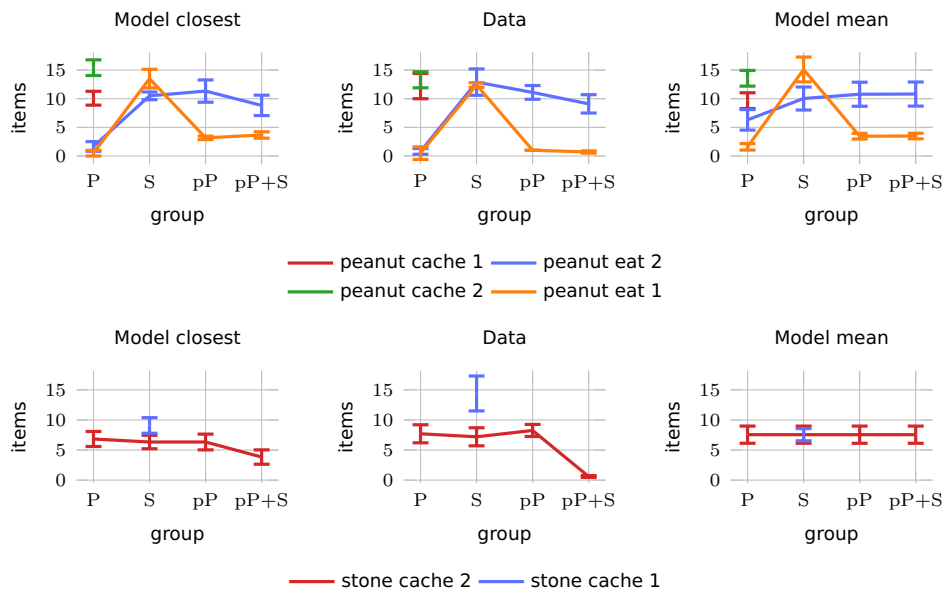 Model closest
Data
Model mean
items
15
10
5
0
P S pP pP+S
group
items
15
10
5
0
P S pP pP+S
group
items
15
10
5
0
P S pP pP+S
group
peanut cache 1
peanut eat 2
peanut cache 2
peanut eat 1
Model closest
Data
Model mean
items
15
10
5
0
P S pP pP+S
group
items
15
10
5
0
P S pP pP+S
group
items
15
10
5
0
P S pP pP+S
group
stone cache 2
stone cache 1